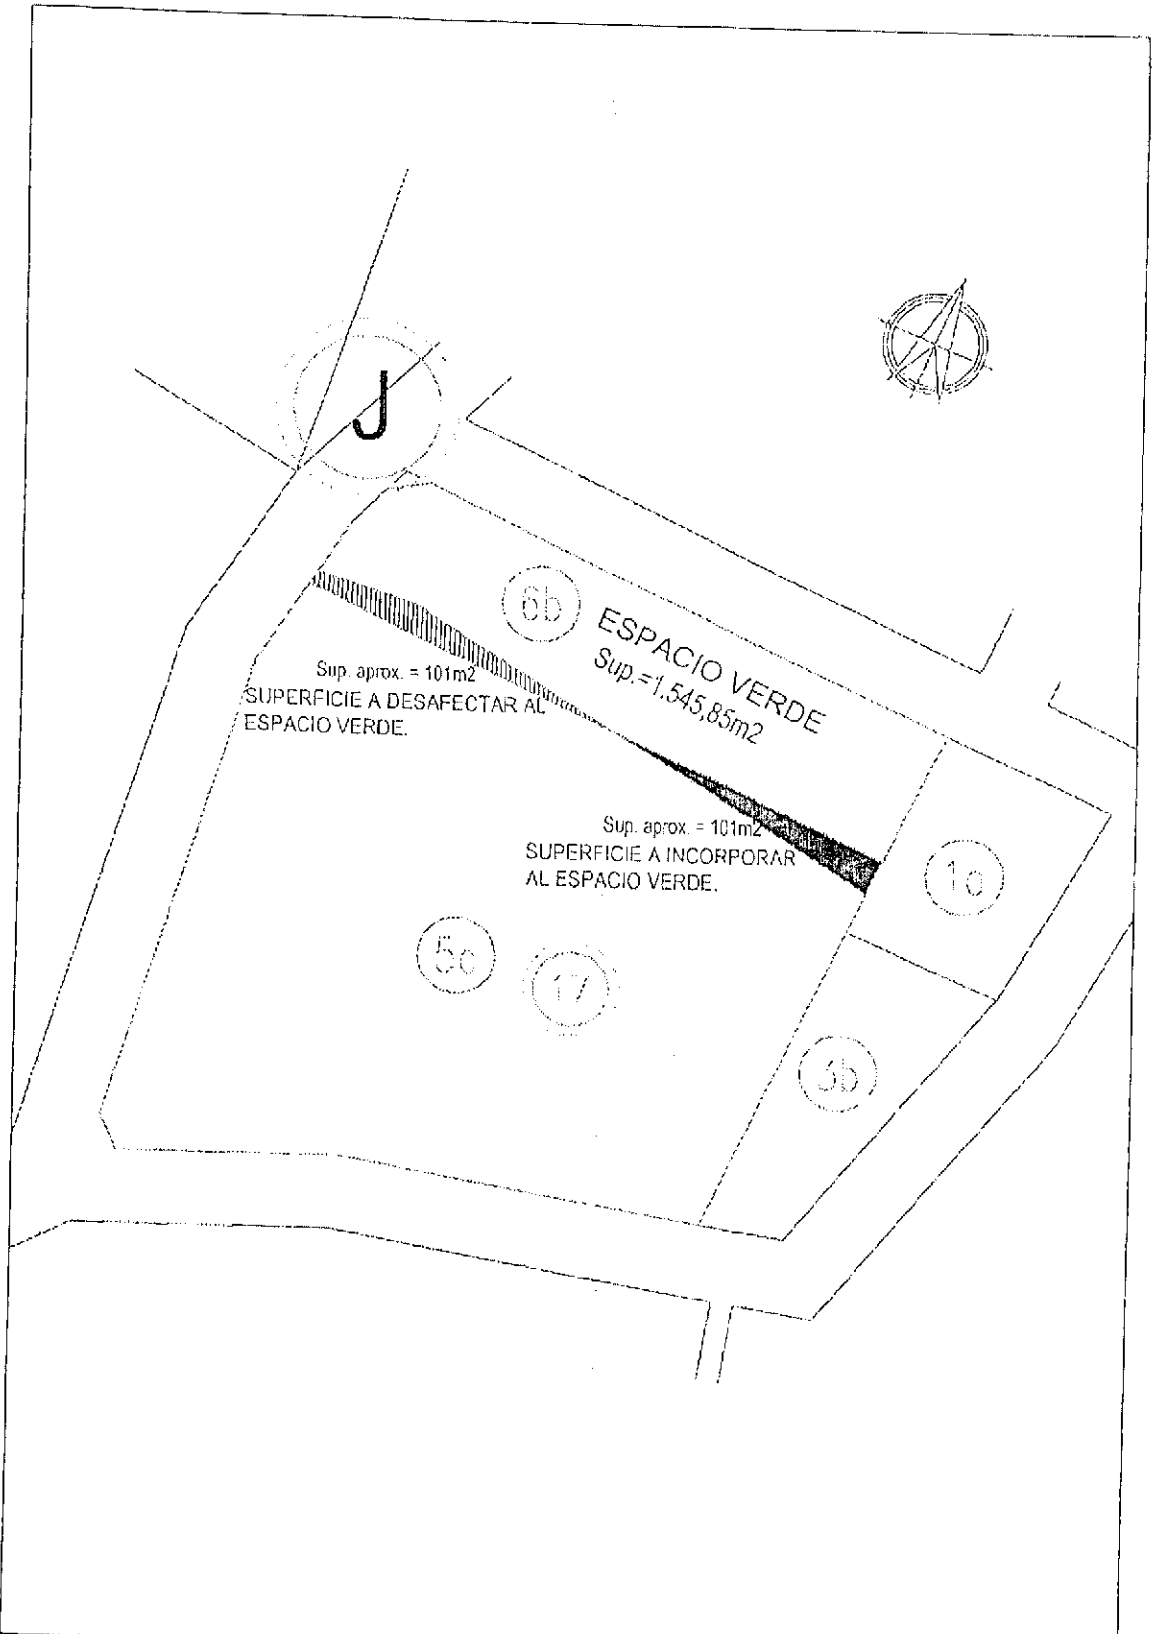 J
6b
ESPACIO VERDE
Sup.=1.545,85m2
Sup. aprox. = 101m2
SUPERFICIE A DESAFECTAR AL
ESPACIO VERDE.
Sup. aprox. = 101m2
SUPERFICIE A INCORPORAR
AL ESPACIO VERDE.
1a
5c
17
3b